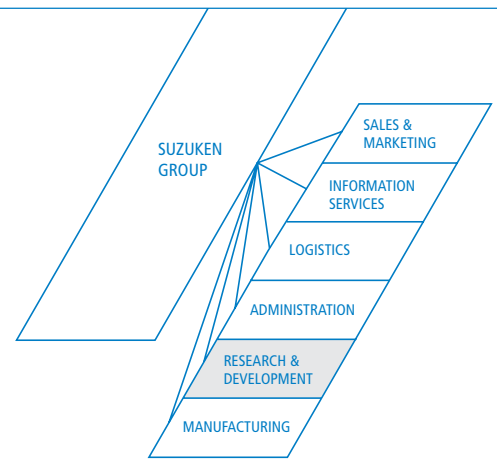 SUZUKEN
GROUP
SALES &
MARKETING
INFORMATION
SERVICES
LOGISTICS
ADMINISTRATION
RESEARCH &
DEVELOPMENT
MANUFACTURING